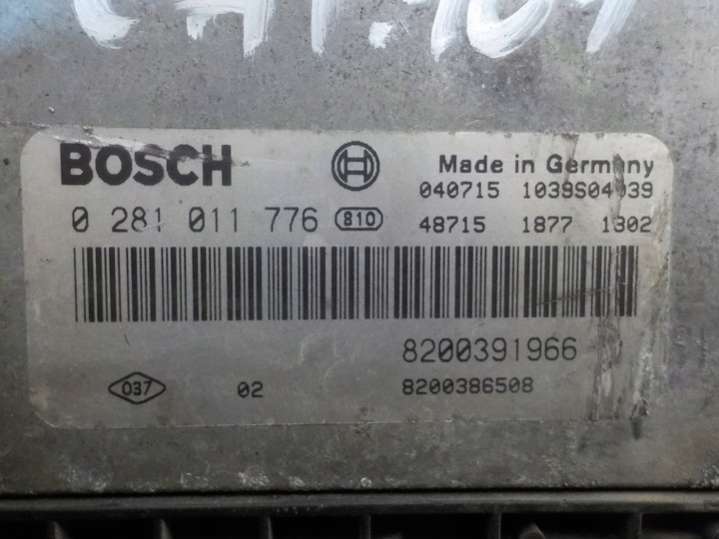 BOSCH
Made in Germany
040715 1039S04939
0 281 011 776 810
48715 1877 1302
8200391966
037 02 8200386508